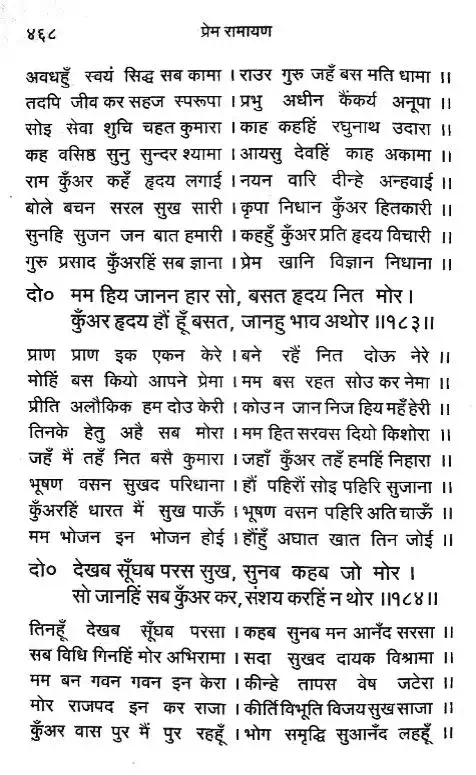 ४६८ प्रेम रामायण
अवधहुँ स्वयं सिद्ध सब कामा । राउर गुरु जहँ बस मति धामा ।।
तदपि जीव कर सहज स्परूपा । प्रभु अधीन कैंकर्य अनूपा ।।
सोइ सेवा शुचि चहत कुमारा । काह कहहिं रघुनाथ उदारा ।।
कह वसिष्ठ सुनु सुन्दर श्यामा । आयसु देवहिं काह अकामा ।।
राम कुँअर कहँ हृदय लगाई । नयन वारि दीन्हे अन्हवाई ।।
बोले बचन सरल सुख सारी । कृपा निधान कुँअर हितकारी ।।
सुनहि सुजन जन बात हमारी । कहहुँ कुँअर प्रति हृदय विचारी ।।
गुरु प्रसाद कुँअरहिं सब ज्ञाना । प्रेम खानि विज्ञान निधाना ।।
दो० मम हिय जानन हार सो, बसत हृदय नित मोर ।
कुँअर हृदय हौं हूँ बसत, जानहु भाव अथोर ।।१८३।।
प्राण प्राण इक एकन केरे । बने रहैं नित दोऊ नेरे ।।
मोहिं बस कियो आपने प्रेमा । मम बस रहत सोउ कर नेमा ।।
प्रीति अलौकिक हम दोउ केरी । कोउ न जान निज हिय महँ हेरी ।।
तिनके हेतु अहै सब मोरा । मम हित सरवस दियो किशोरा ।।
जहँ मैं तहँ नित बसै कुमारा । जहाँ कुँअर तहँ हमहिं निहारा ।।
भूषण वसन सुखद परिधाना । हौं पहिरौं सोइ पहिरि सुजाना ।।
कुँअरहिं धारत मैं सुख पाऊँ । भूषण वसन पहिरि अति चाऊँ ।।
मम भोजन इन भोजन होई । हौंहुँ अघात खात तिन जोई ।।
दो० देखब सूँघब परस सुख, सुनब कहब जो मोर ।
सो जानहिं सब कुँअर कर, संशय करहिं न थोर ।।१८४।।
तिनहूँ देखब सूँघब परसा । कहब सुनब मन आनँद सरसा ।।
सब विधि गिनहिं मोर अभिरामा । सदा सुखद दायक विश्रामा ।।
मम बन गवन गवन इन केरा । कीन्हे तापस वेष जटेरा ।।
मोर राजपद इन कर राजा । कीर्ति विभूति विजय सुख साजा ।।
कुँअर वास पुर मैं पुर रहहूँ । भोग समृद्धि सुआनँद लहहूँ ।।